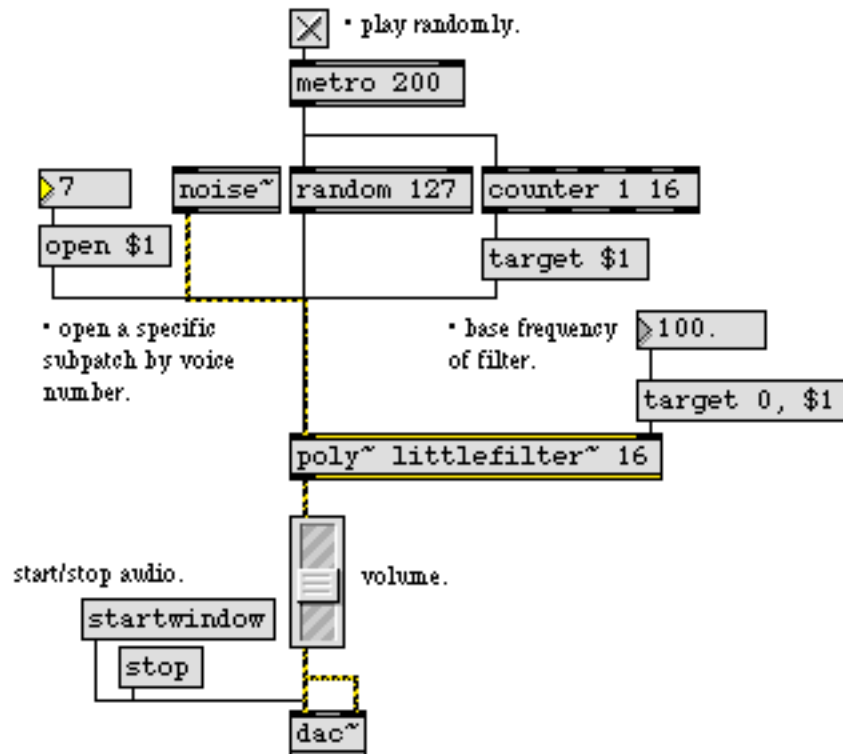 • play randomly.
metro 200
7
noise~
random 127
counter 1 16
open $1
target $1
• open a specific
subpatch by voice
number.
• base frequency
of filter.
100.
target 0, $1
poly~ littlefilter~ 16
start/stop audio.
volume.
startwindow
stop
dac~